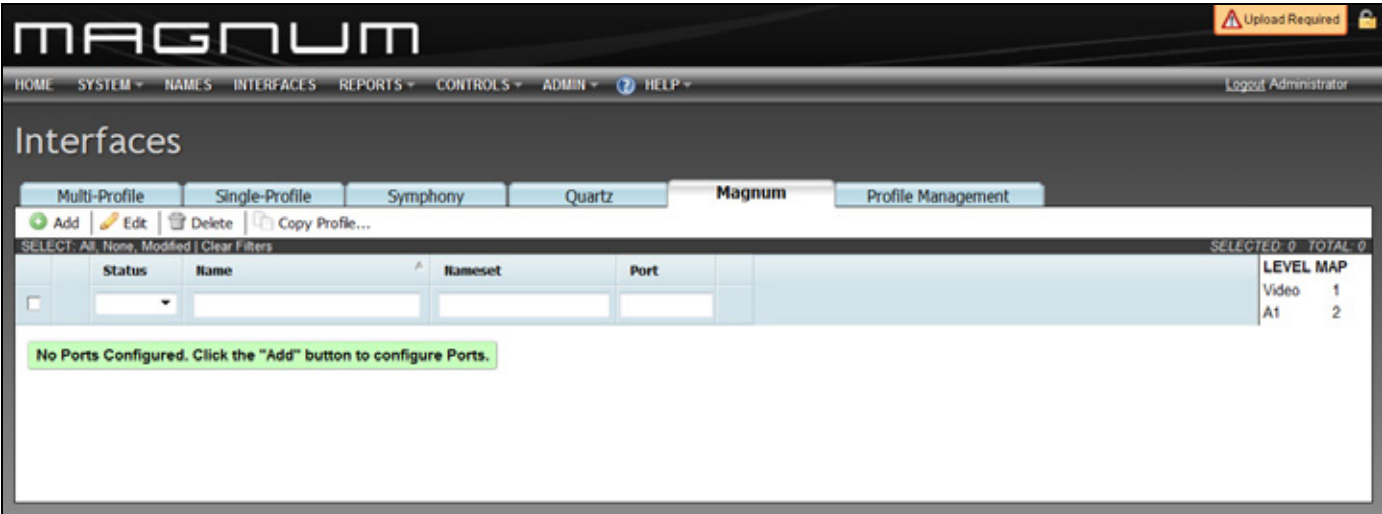 MAGNUM
Upload Required
HOME SYSTEM NAMES INTERFACES REPORTS CONTROLS ADMIN ? HELP
Logout Administrator
Interfaces
Multi-Profile Single-Profile Symphony Quartz Magnum Profile Management
Add Edit Delete Copy Profile...
SELECT: All, None, Modified | Clear Filters
SELECTED: 0 TOTAL: 0
Status Name Nameset Port
LEVEL MAP
Video 1
A1 2
No Ports Configured. Click the "Add" button to configure Ports.